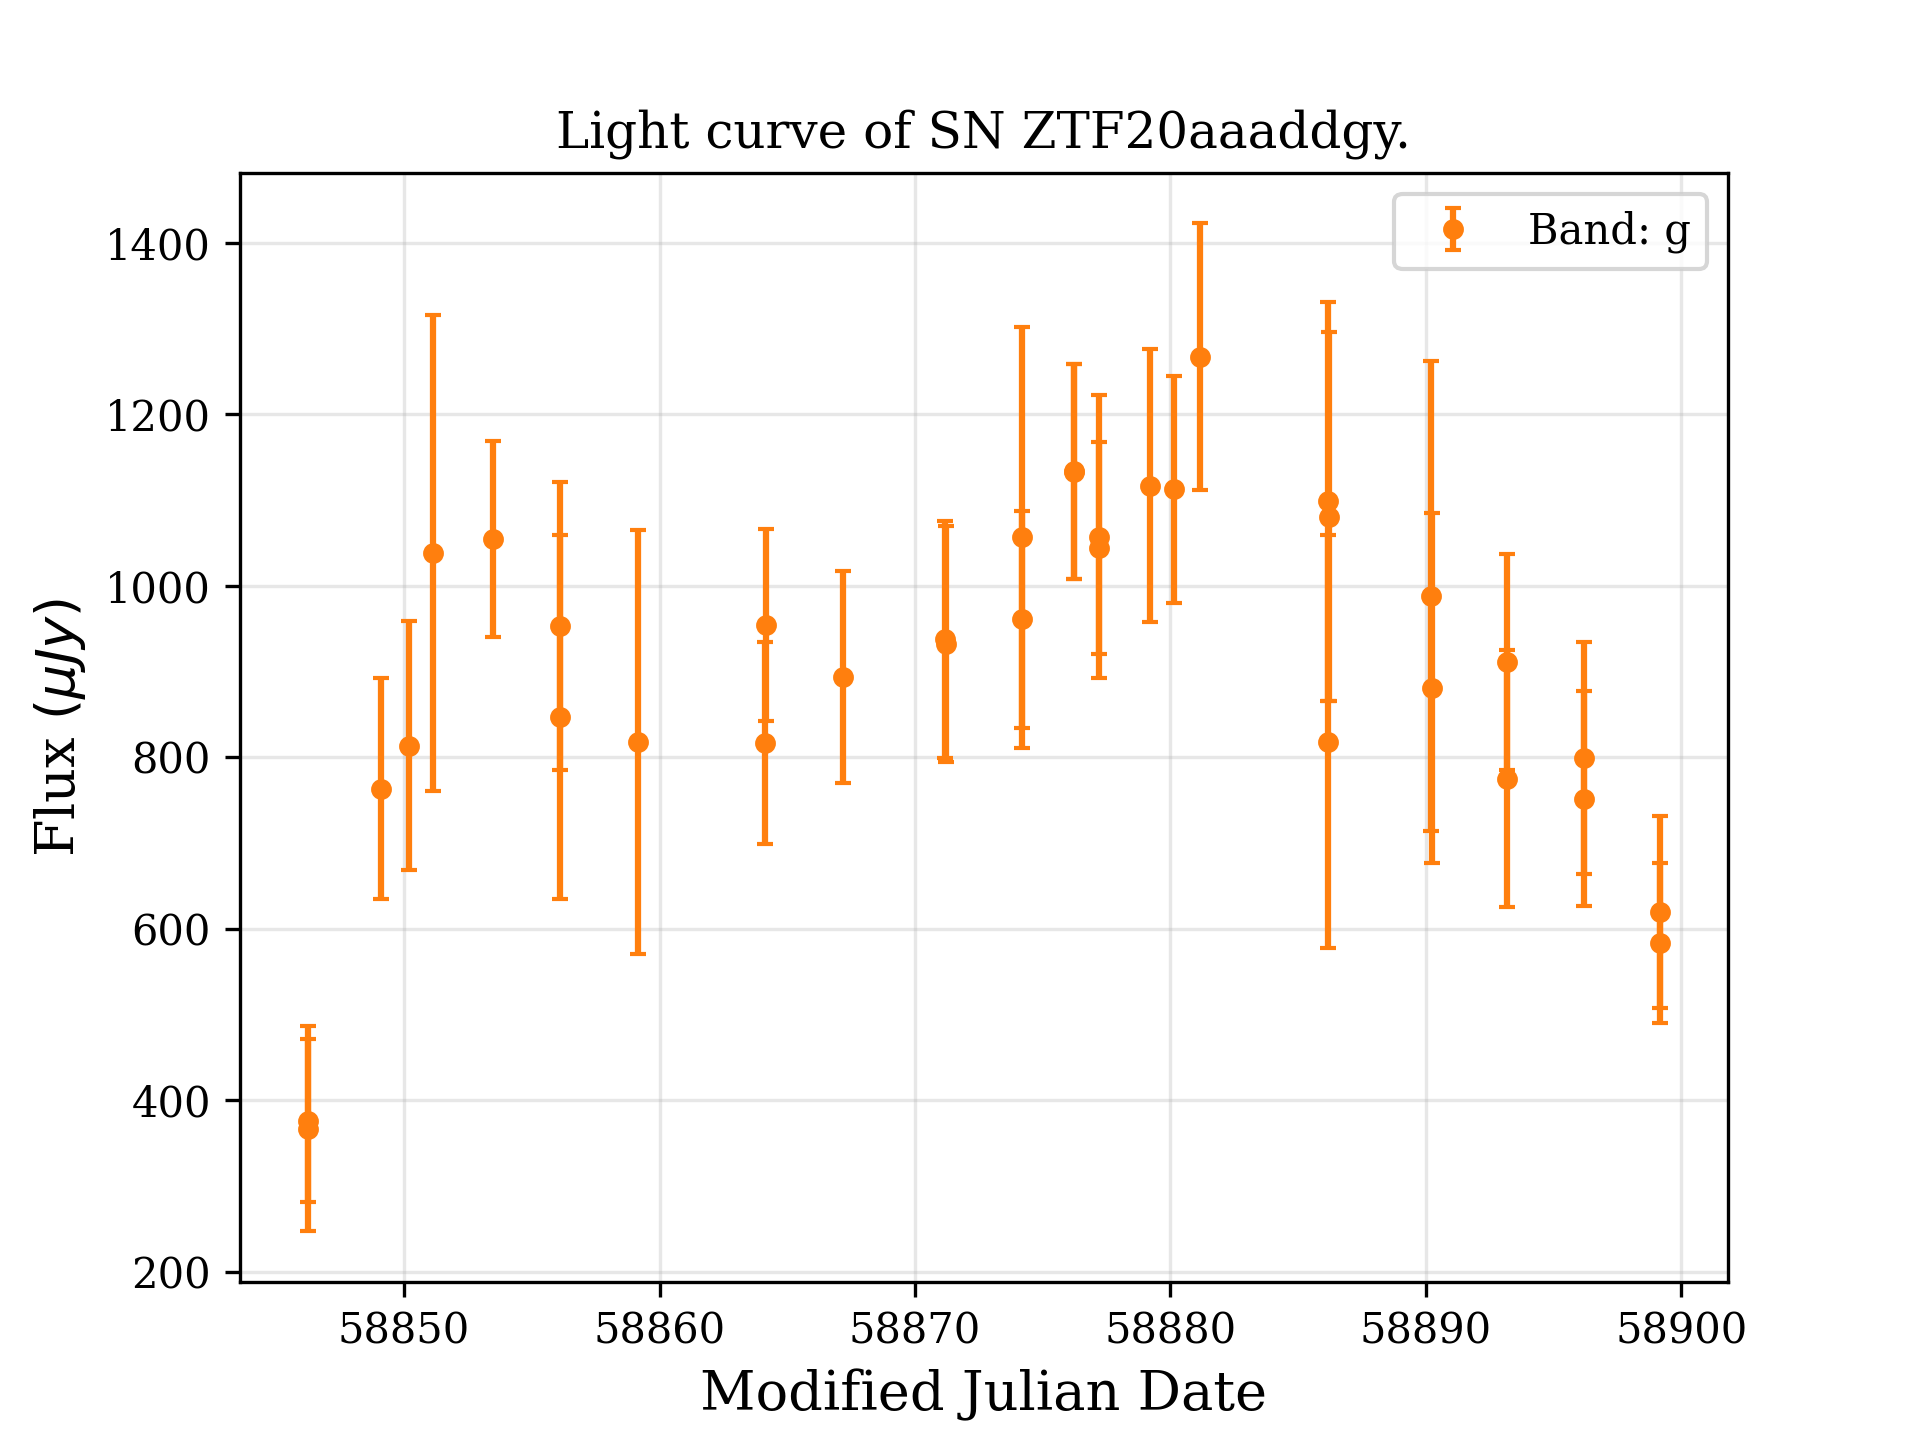 Light curve of SN ZTF20aaaddgy.
Band: g
1400
1200
1000
800
600
400
200
Flux (μJy)
58850 58860 58870 58880 58890 58900
Modified Julian Date